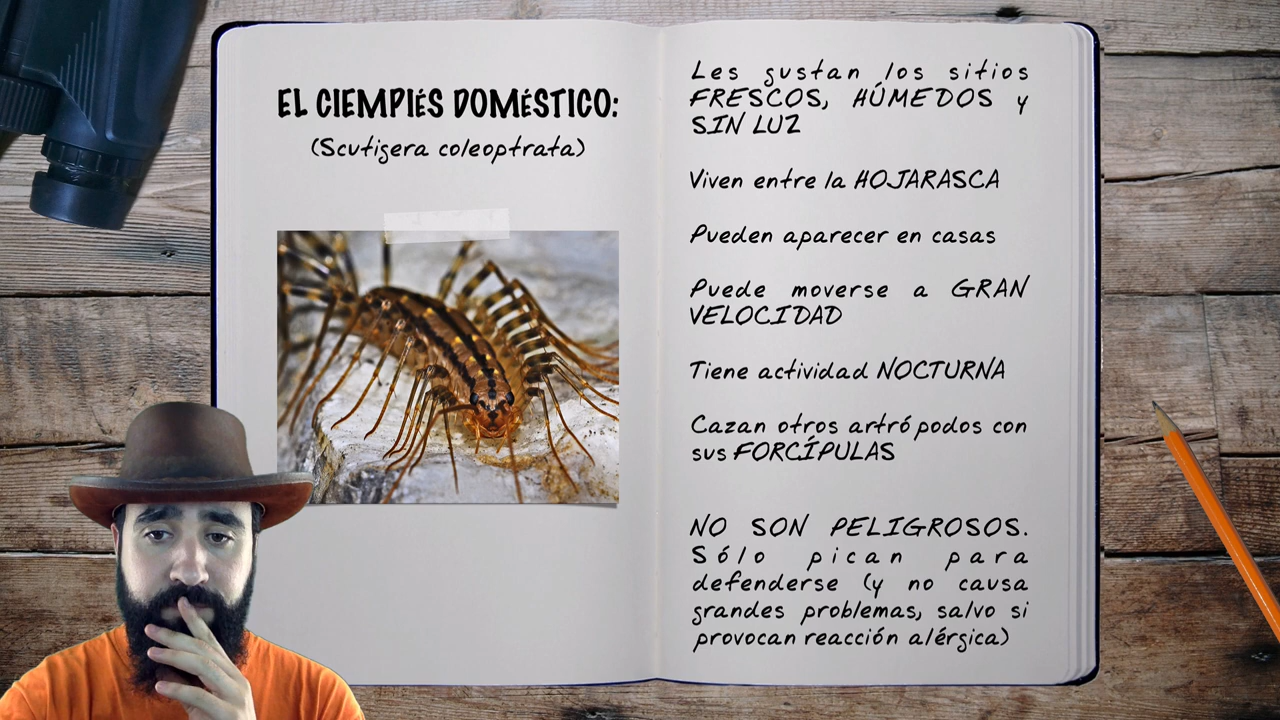 EL CIEMPIÉS DOMÉSTICO:
(Scutigera coleoptrata)
Les gustan los sitios
FRESCOS, HÚMEDOS y
SIN LUZ
Viven entre la HOJARASCA
Pueden aparecer en casas
Puede moverse a GRAN
VELOCIDAD
Tiene actividad NOCTURNA
Cazan otros artrópodos con
sus FORCÍPULAS
NO SON PELIGROSOS.
Sólo pican para
defenderse (y no causa
grandes problemas, salvo si
provocan reacción alérgica)